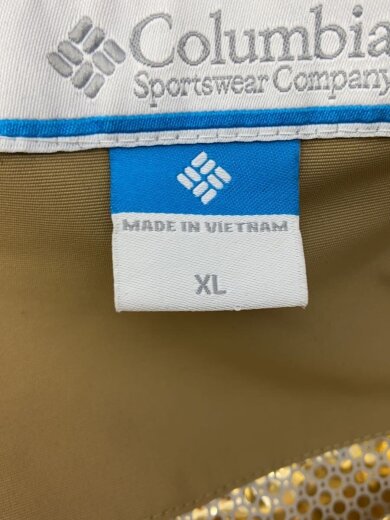 Columbia
Sportswear Company
MADE IN VIETNAM
XL